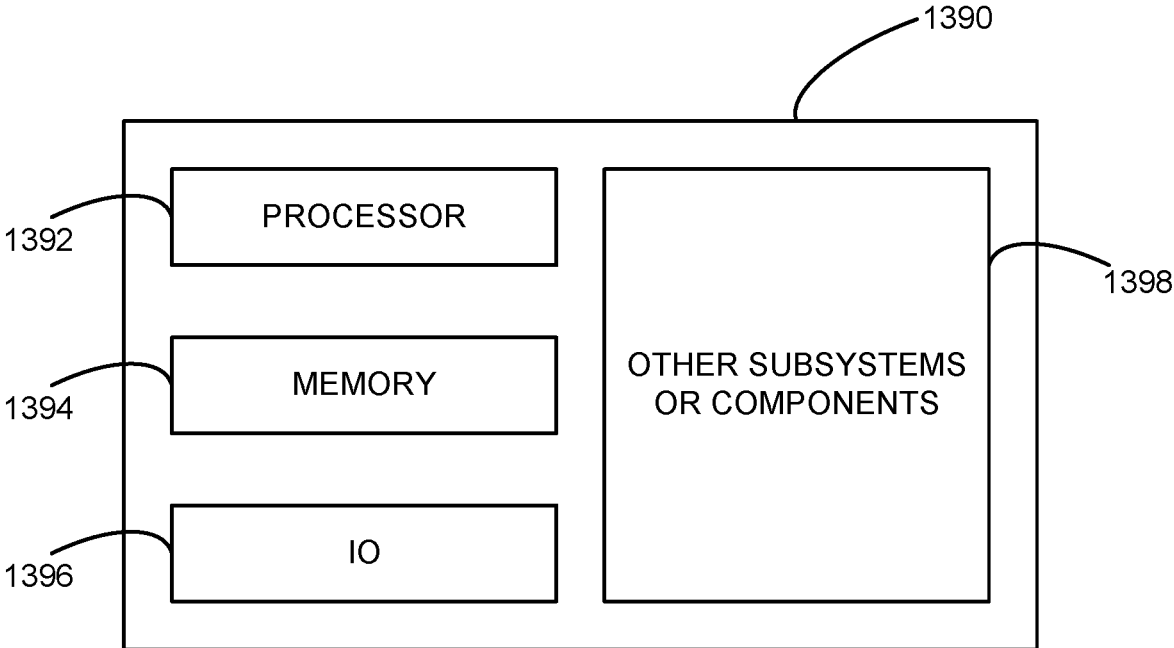 1390
PROCESSOR
1392
1398
OTHER SUBSYSTEMS
OR COMPONENTS
MEMORY
1394
IO
1396